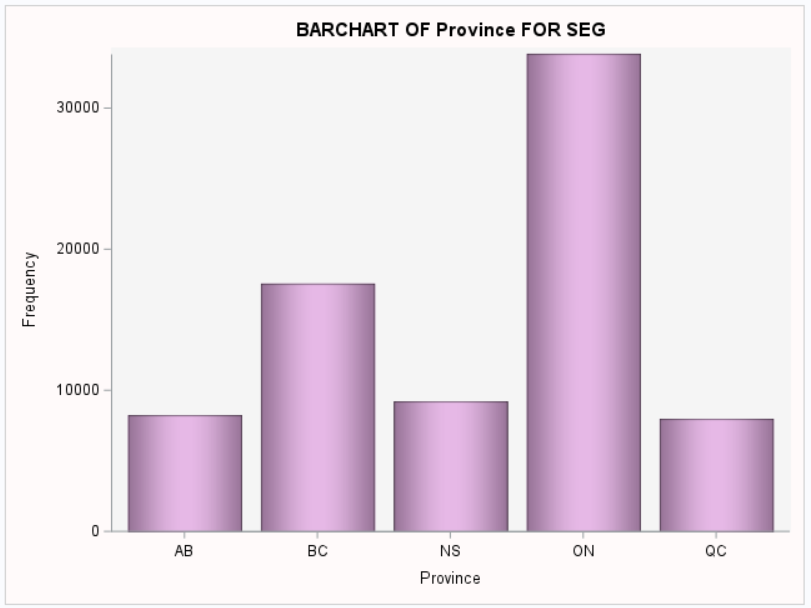 BARCHART OF Province FOR SEG
30000
20000
10000
0
Frequency
AB BC NS ON QC
Province